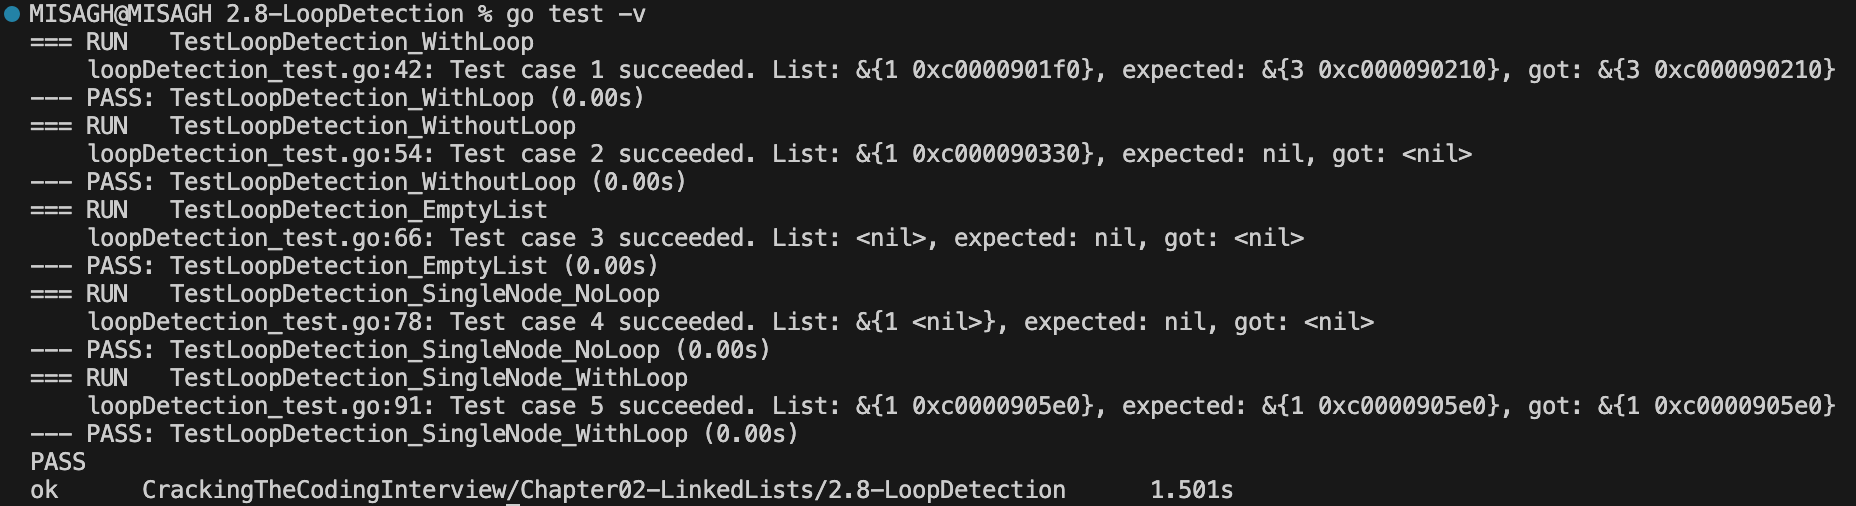 MISAGH@MISAGH 2.8-LoopDetection % go test -v
=== RUN   TestLoopDetection_WithLoop
    loopDetection_test.go:42: Test case 1 succeeded. List: &{1 0xc0000901f0}, expected: &{3 0xc000090210}, got: &{3 0xc000090210}
--- PASS: TestLoopDetection_WithLoop (0.00s)
=== RUN   TestLoopDetection_WithoutLoop
    loopDetection_test.go:54: Test case 2 succeeded. List: &{1 0xc000090330}, expected: nil, got: <nil>
--- PASS: TestLoopDetection_WithoutLoop (0.00s)
=== RUN   TestLoopDetection_EmptyList
    loopDetection_test.go:66: Test case 3 succeeded. List: <nil>, expected: nil, got: <nil>
--- PASS: TestLoopDetection_EmptyList (0.00s)
=== RUN   TestLoopDetection_SingleNode_NoLoop
    loopDetection_test.go:78: Test case 4 succeeded. List: &{1 <nil>}, expected: nil, got: <nil>
--- PASS: TestLoopDetection_SingleNode_NoLoop (0.00s)
=== RUN   TestLoopDetection_SingleNode_WithLoop
    loopDetection_test.go:91: Test case 5 succeeded. List: &{1 0xc0000905e0}, expected: &{1 0xc0000905e0}, got: &{1 0xc0000905e0}
--- PASS: TestLoopDetection_SingleNode_WithLoop (0.00s)
PASS
ok      CrackingTheCodingInterview/Chapter02-LinkedLists/2.8-LoopDetection      1.501s